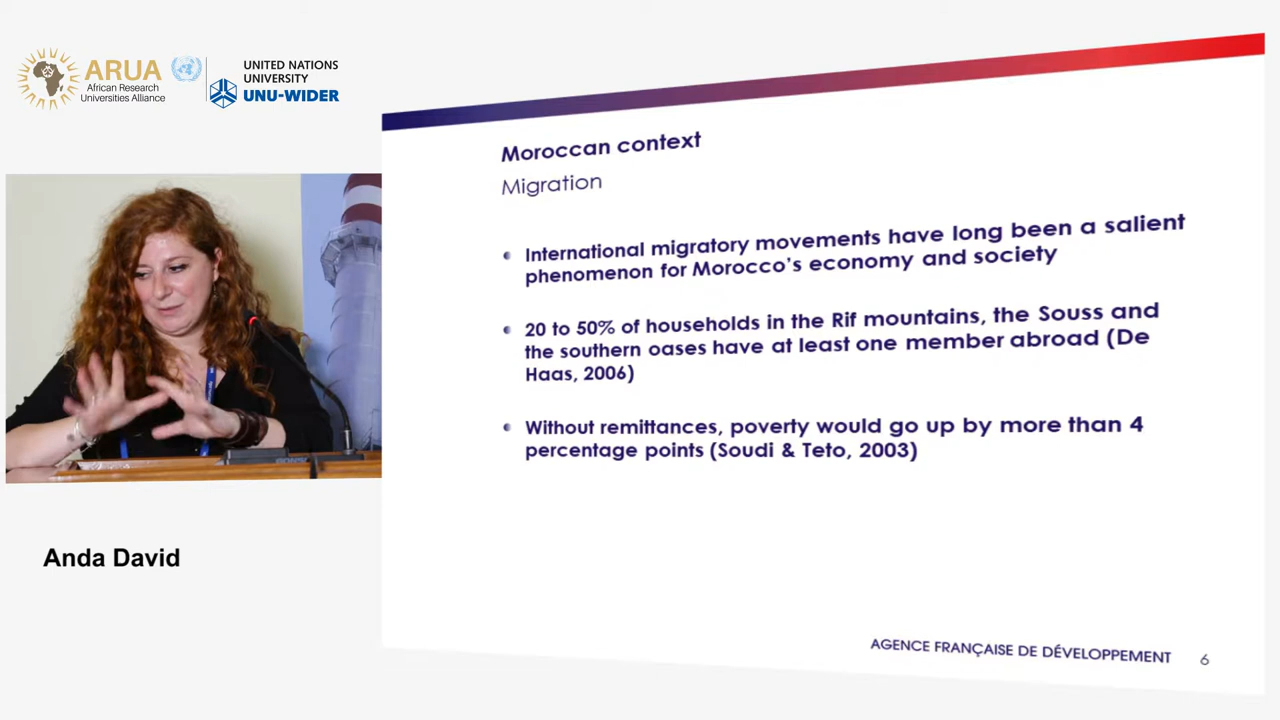 ARUA
African Research
Universities Alliance
UNITED NATIONS
UNIVERSITY
UNU-WIDER
Moroccan context
Migration
• International migratory movements have long been a salient
phenomenon for Morocco's economy and society
• 20 to 50% of households in the Rif mountains, the Souss and
the southern oases have at least one member abroad (De
Haas, 2006)
• Without remittances, poverty would go up by more than 4
percentage points (Soudi & Teto, 2003)
Anda David
AGENCE FRANÇAISE DE DÉVELOPPEMENT 6